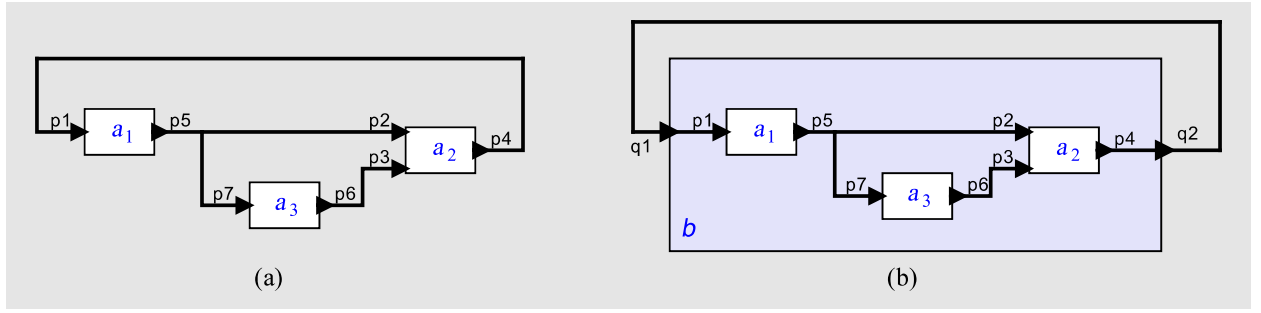 p1 a1 p5 p2 a2 p4
p3
p7 a3 p6
(a)
q1 p1 a1 p5 p2 a2 p4 q2
p3
p7 a3 p6
b
(b)